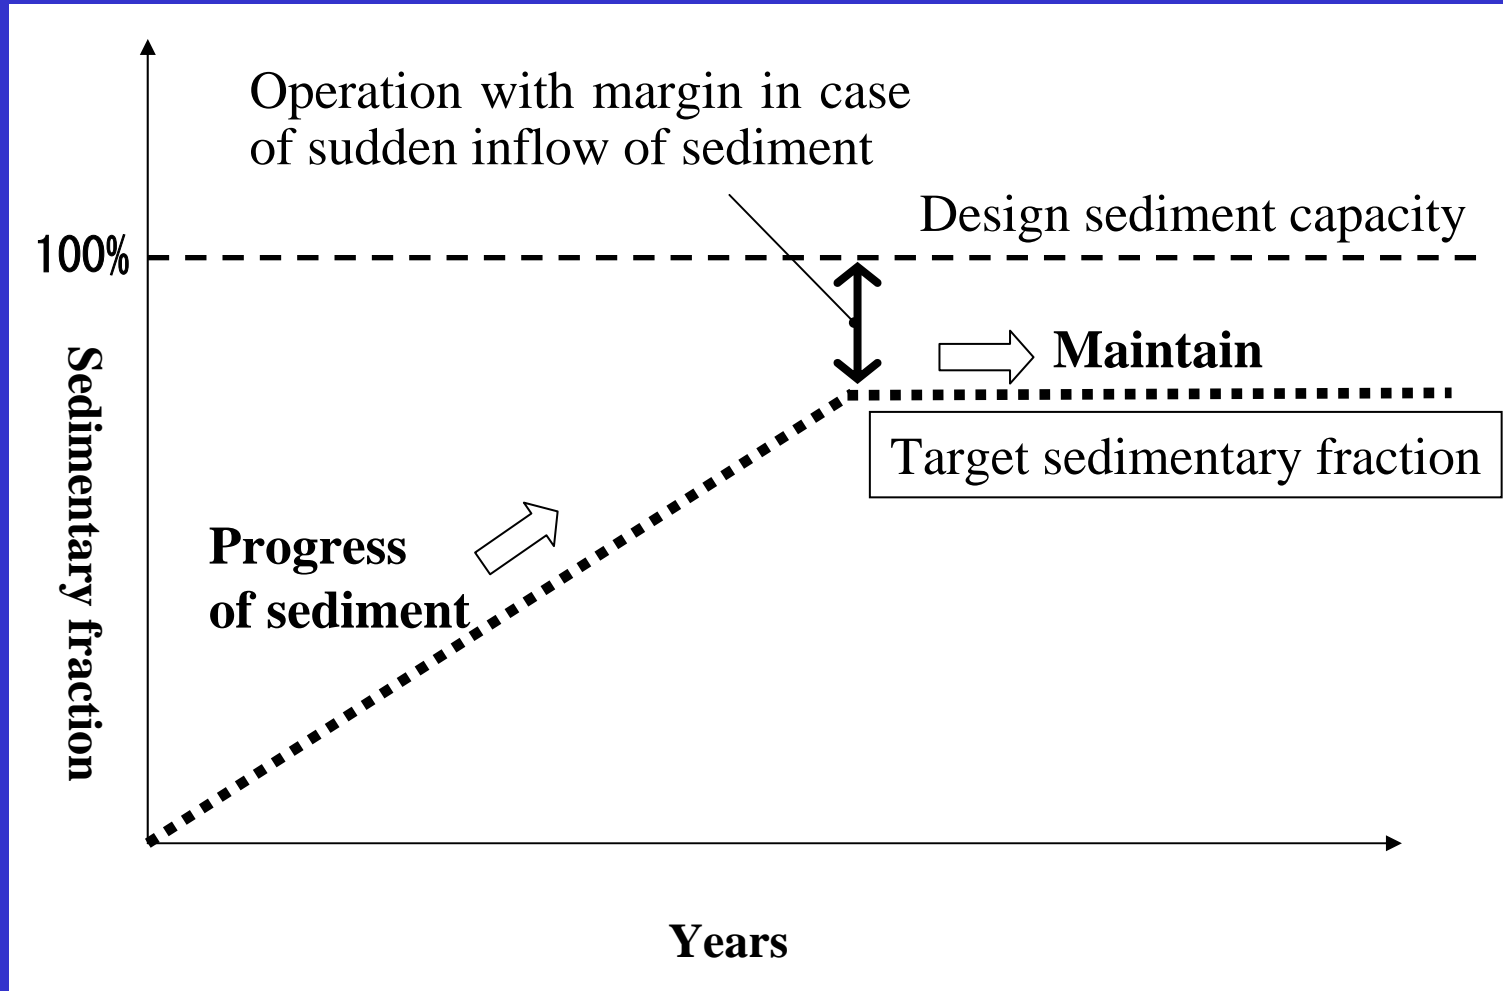 Operation with margin in case
of sudden inflow of sediment
Design sediment capacity
100%
Maintain
Target sedimentary fraction
Progress
of sediment
Sedimentary fraction
Years